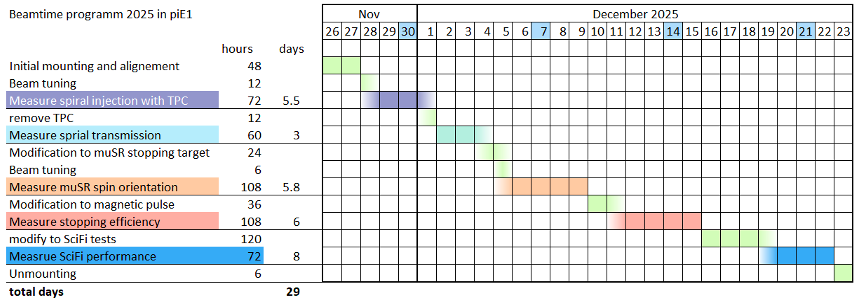 Beamtime programm 2025 in piE1 Nov December 2025
26 27 28 29 30 1 2 3 4 5 6 7 8 9 10 11 12 13 14 15 16 17 18 19 20 21 22 23
hours days
Initial mounting and alignement 48
Beam tuning 12
Measure spiral injection with TPC 72 5.5
remove TPC 12
Measure sprial transmission 60 3
Modification to muSR stopping target 24
Beam tuning 6
Measure muSR spin orientation 108 5.8
Modification to magnetic pulse 36
Measure stopping efficiency 108 6
modify to SciFi tests 120
Measrue SciFi performance 72 8
Unmounting 6
total days 29